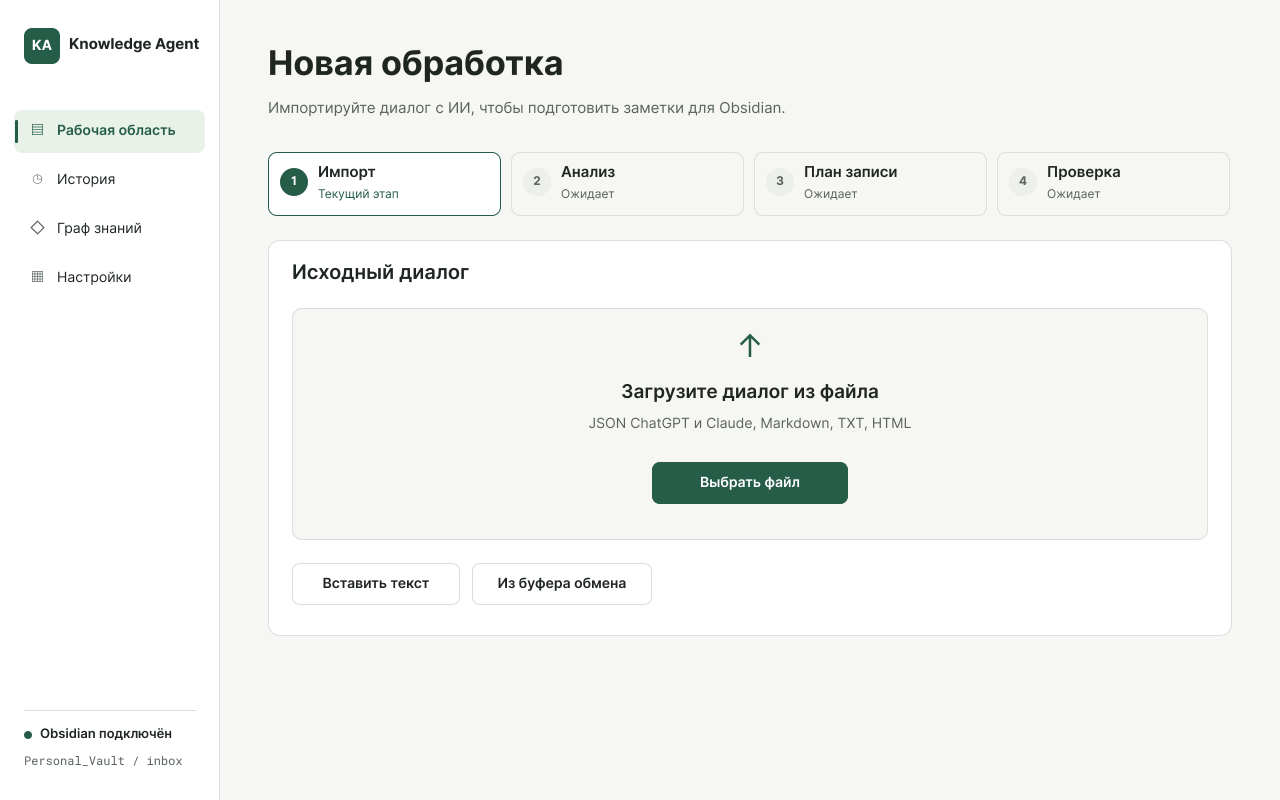 KA
Knowledge Agent
Рабочая область
История
Граф знаний
Настройки
Obsidian подключён
Personal_Vault / inbox
Новая обработка
Импортируйте диалог с ИИ, чтобы подготовить заметки для Obsidian.
1
Импорт
Текущий этап
2
Анализ
Ожидает
3
План записи
Ожидает
4
Проверка
Ожидает
Исходный диалог
Загрузите диалог из файла
JSON ChatGPT и Claude, Markdown, TXT, HTML
Выбрать файл
Вставить текст
Из буфера обмена